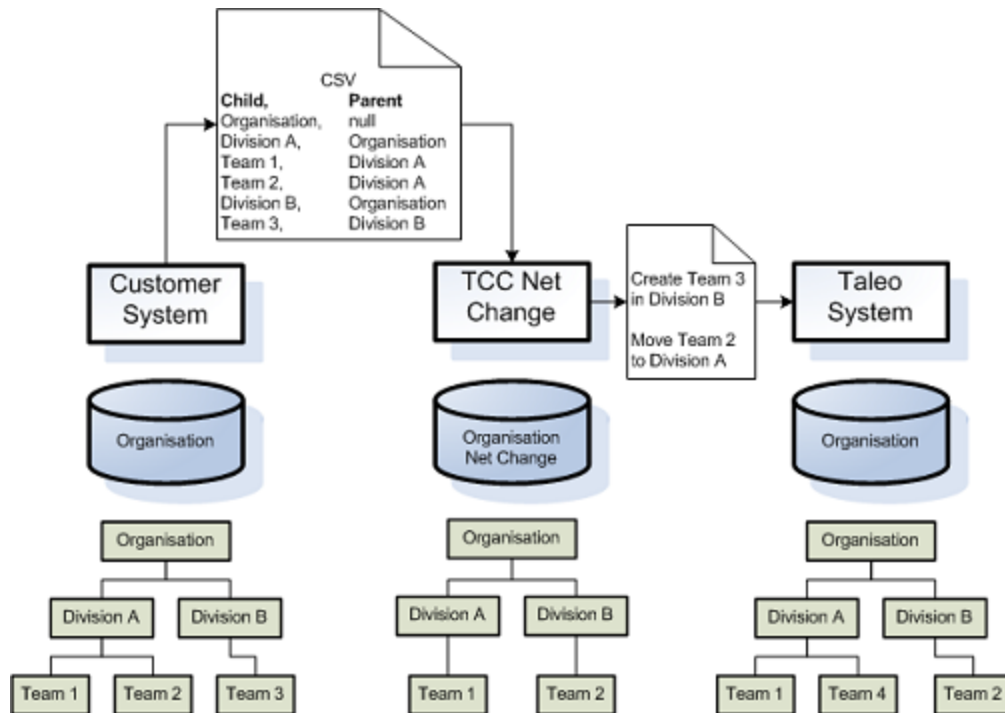 CSV
Child, Parent
Organisation, null
Division A, Organisation
Team 1, Division A
Team 2, Division A
Division B, Organisation
Team 3, Division B
Customer
System
TCC Net
Change
Create Team 3
in Division B
Move Team 2
to Division A
Taleo
System
Organisation
Organisation
Net Change
Organisation
Organisation
Division A
Division B
Team 1
Team 2
Team 3
Organisation
Division A
Division B
Team 1
Team 2
Organisation
Division A
Division B
Team 1
Team 4
Team 2